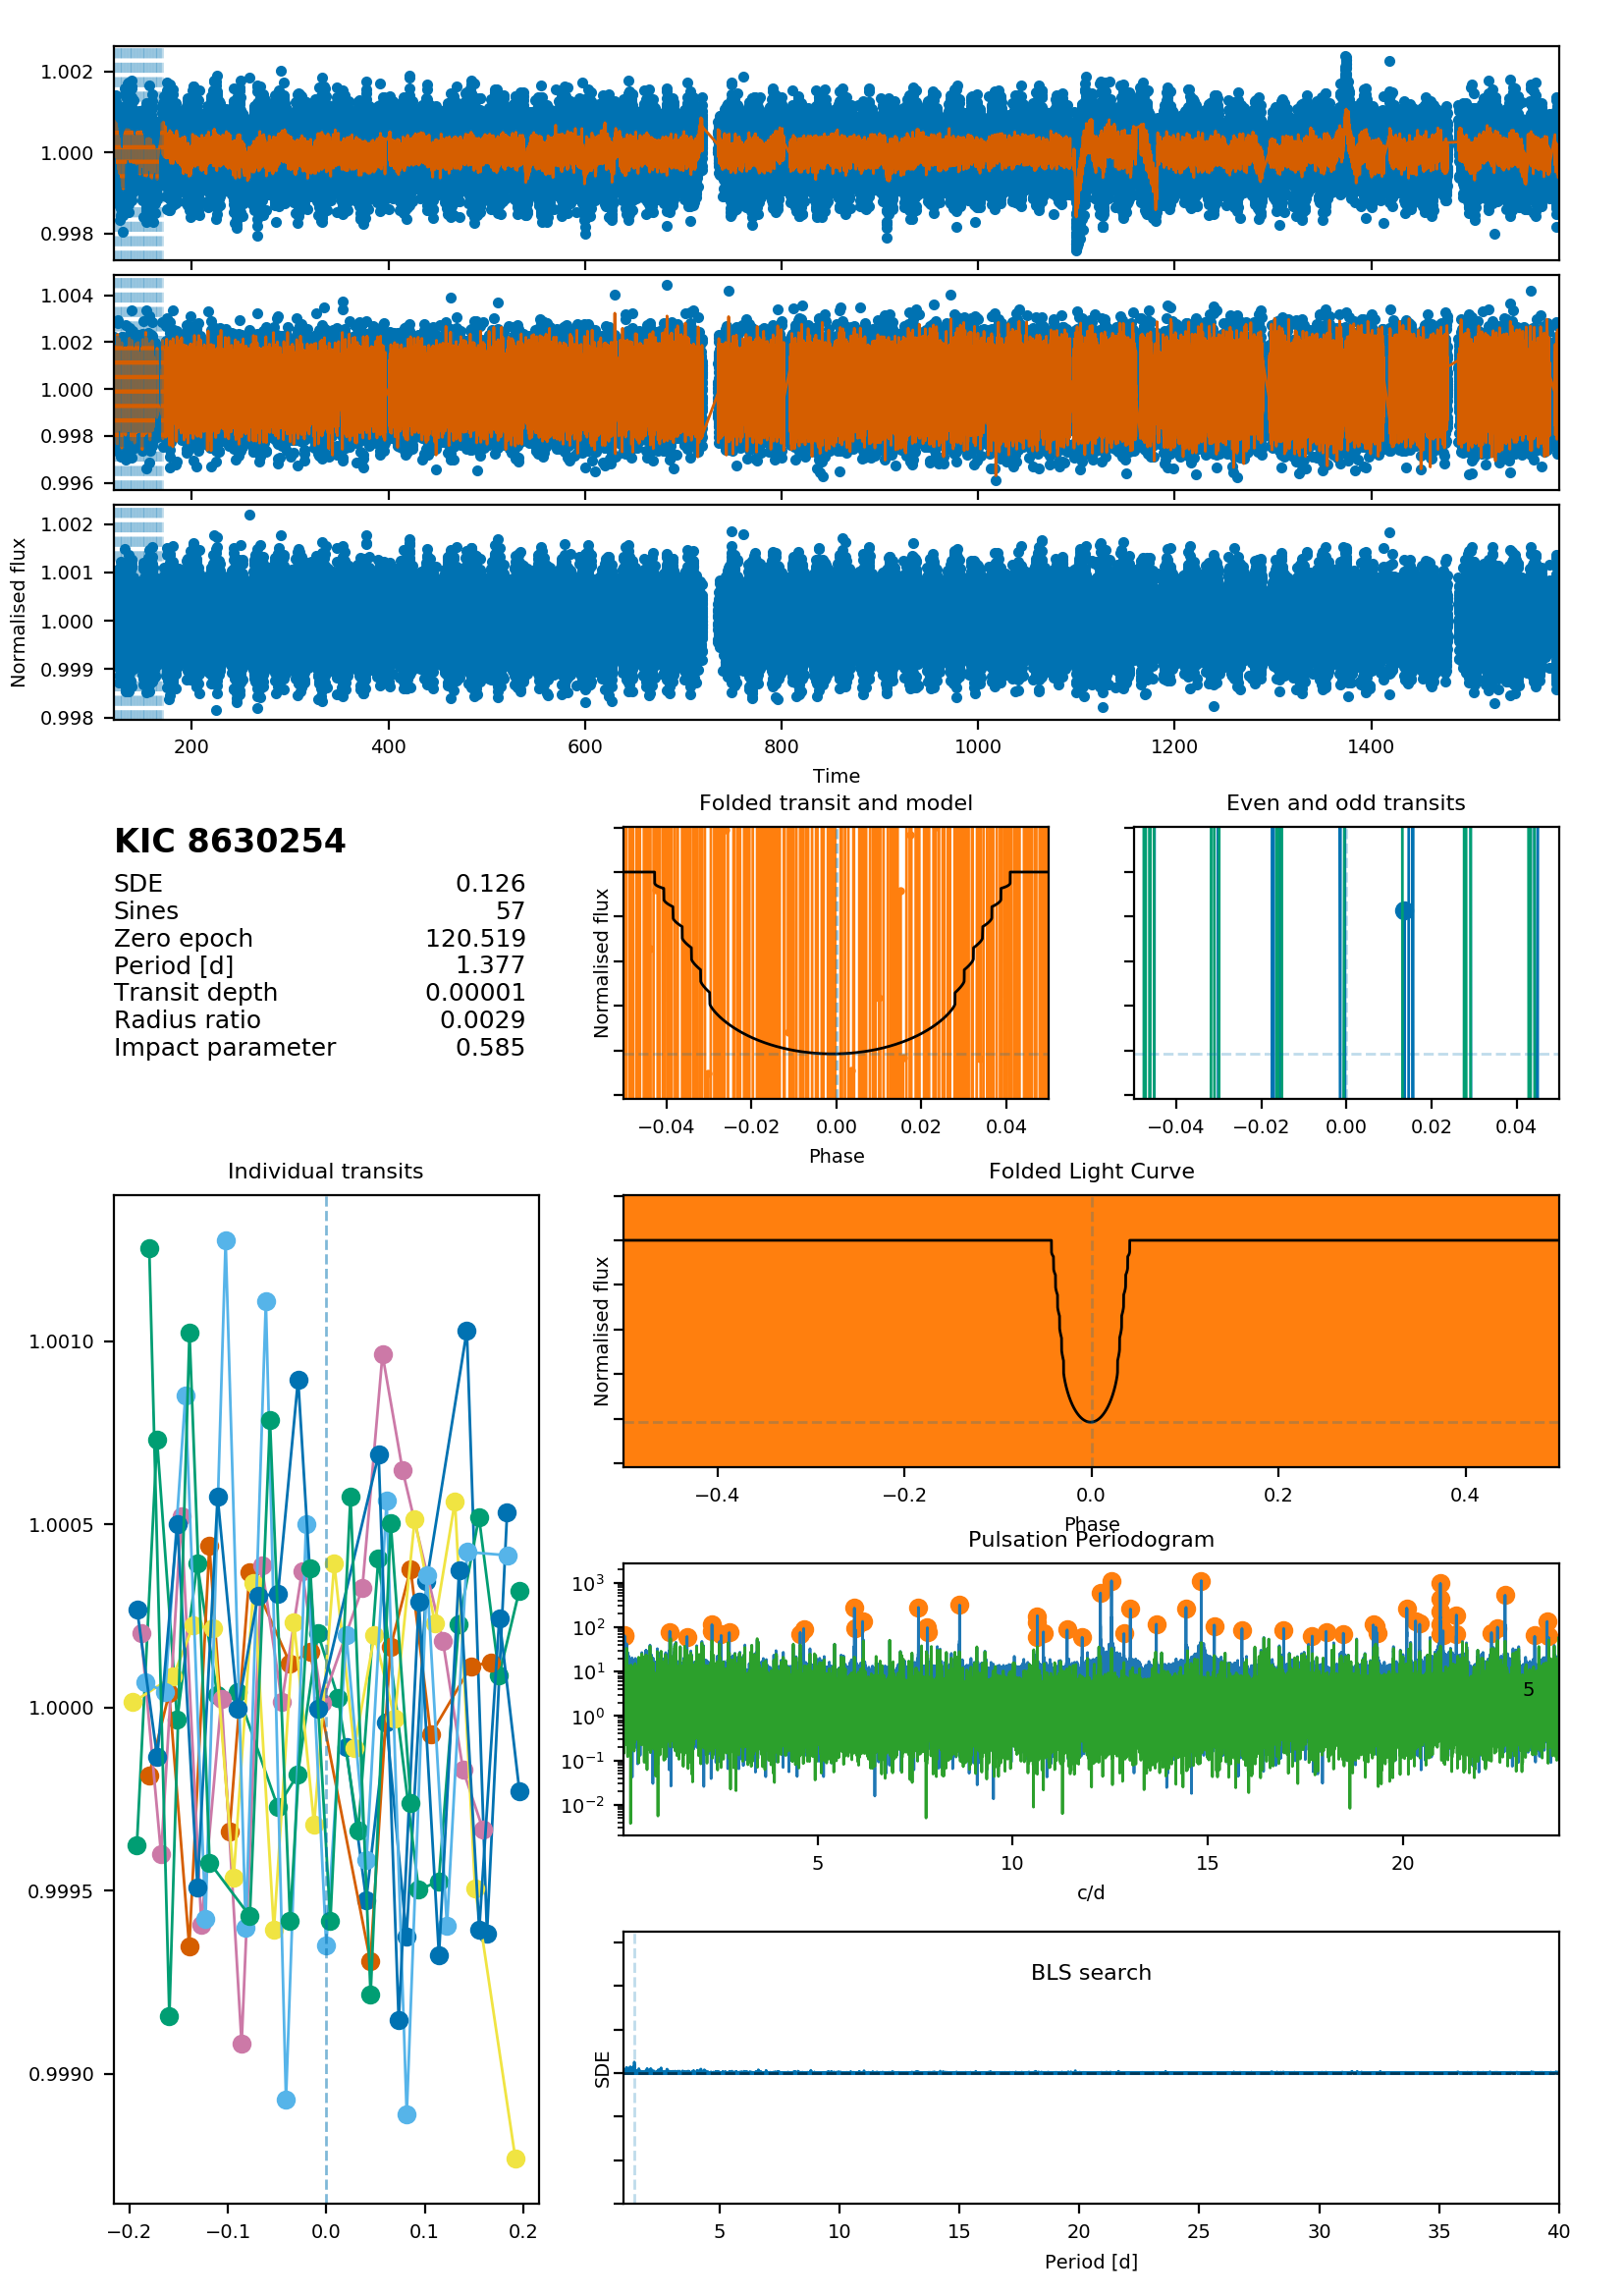 1.002
1.000
0.998
1.004
1.002
1.000
0.998
0.996
1.002
1.001
1.000
0.999
0.998
Normalised flux
200 400 600 800 1000 1200 1400
Time
KIC 8630254
SDE 0.126
Sines 57
Zero epoch 120.519
Period [d] 1.377
Transit depth 0.00001
Radius ratio 0.0029
Impact parameter 0.585
Folded transit and model
Normalised flux
−0.04 −0.02 0.00 0.02 0.04
Phase
Even and odd transits
−0.04 −0.02 0.00 0.02 0.04
Individual transits
1.0010
1.0005
1.0000
0.9995
0.9990
−0.2 −0.1 0.0 0.1 0.2
Folded Light Curve
Normalised flux
−0.4 −0.2 0.0 0.2 0.4
Phase
Pulsation Periodogram
10³
10²
10¹
10⁰
10⁻¹
10⁻²
5
5 10 15 20
c/d
BLS search
SDE
5 10 15 20 25 30 35 40
Period [d]